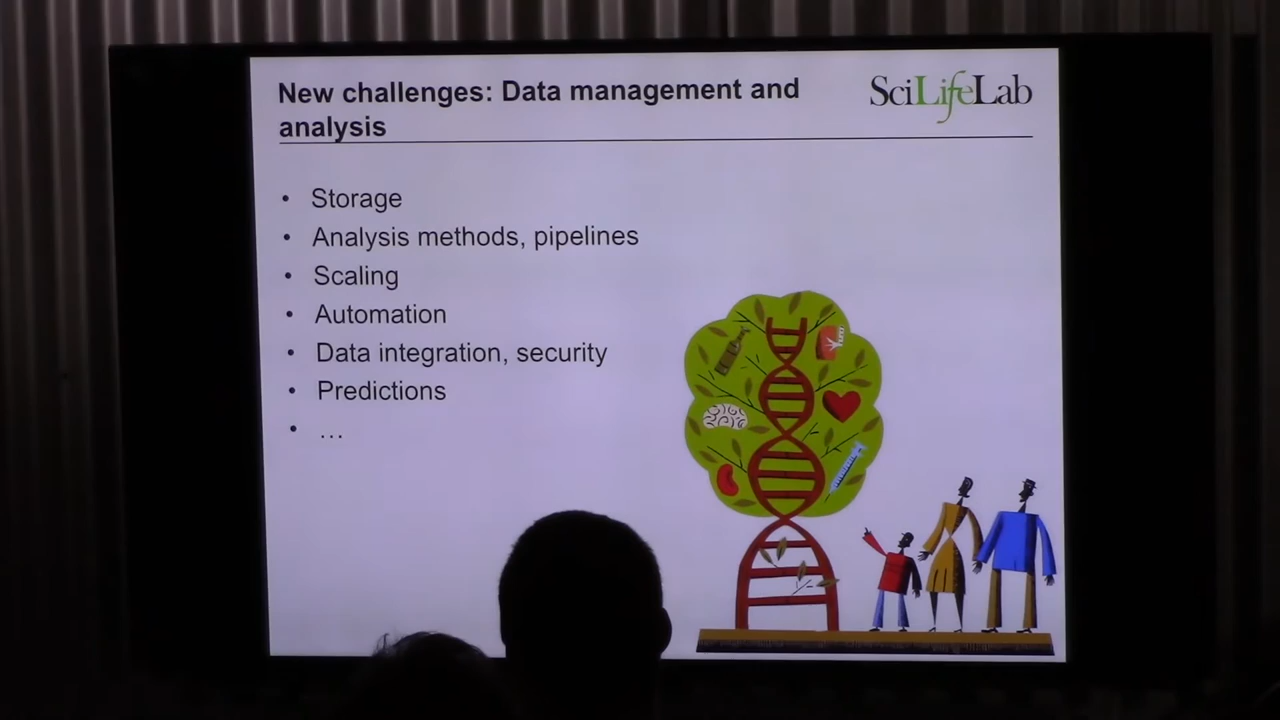 New challenges: Data management and
analysis
SciLifeLab
• Storage
• Analysis methods, pipelines
• Scaling
• Automation
• Data integration, security
• Predictions
• …